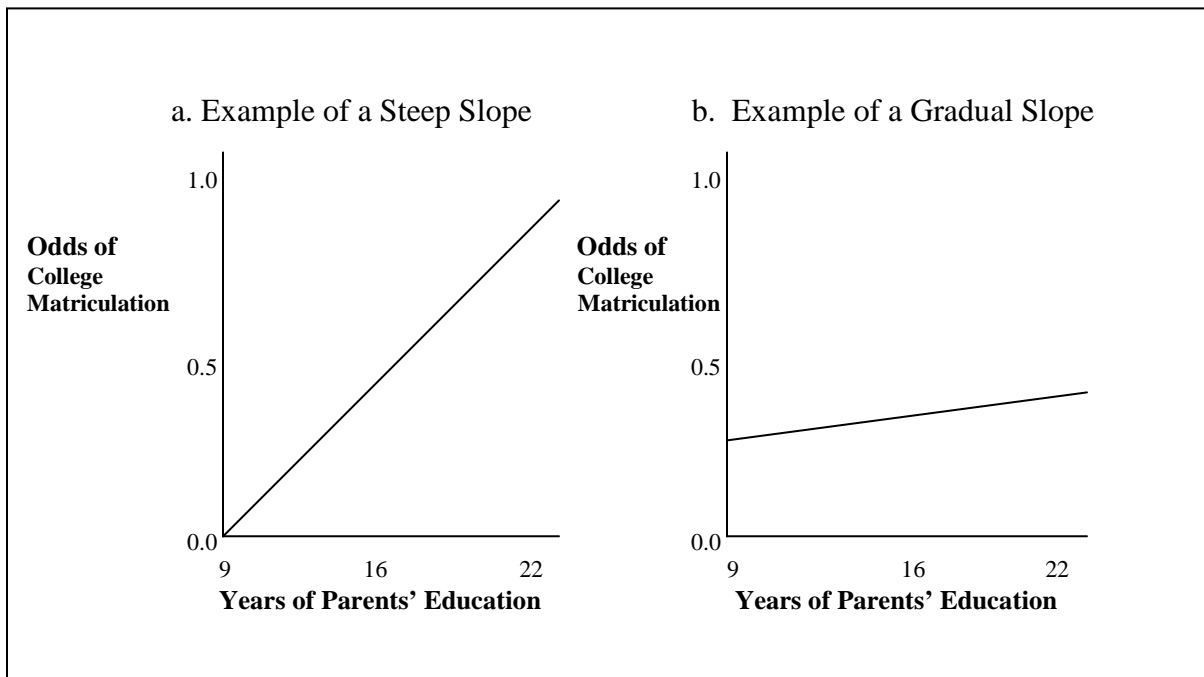 a. Example of a Steep Slope
1.0
Odds of
College
Matriculation
0.5
0.0
9 16 22
Years of Parents’ Education
b. Example of a Gradual Slope
1.0
Odds of
College
Matriculation
0.5
0.0
9 16 22
Years of Parents’ Education